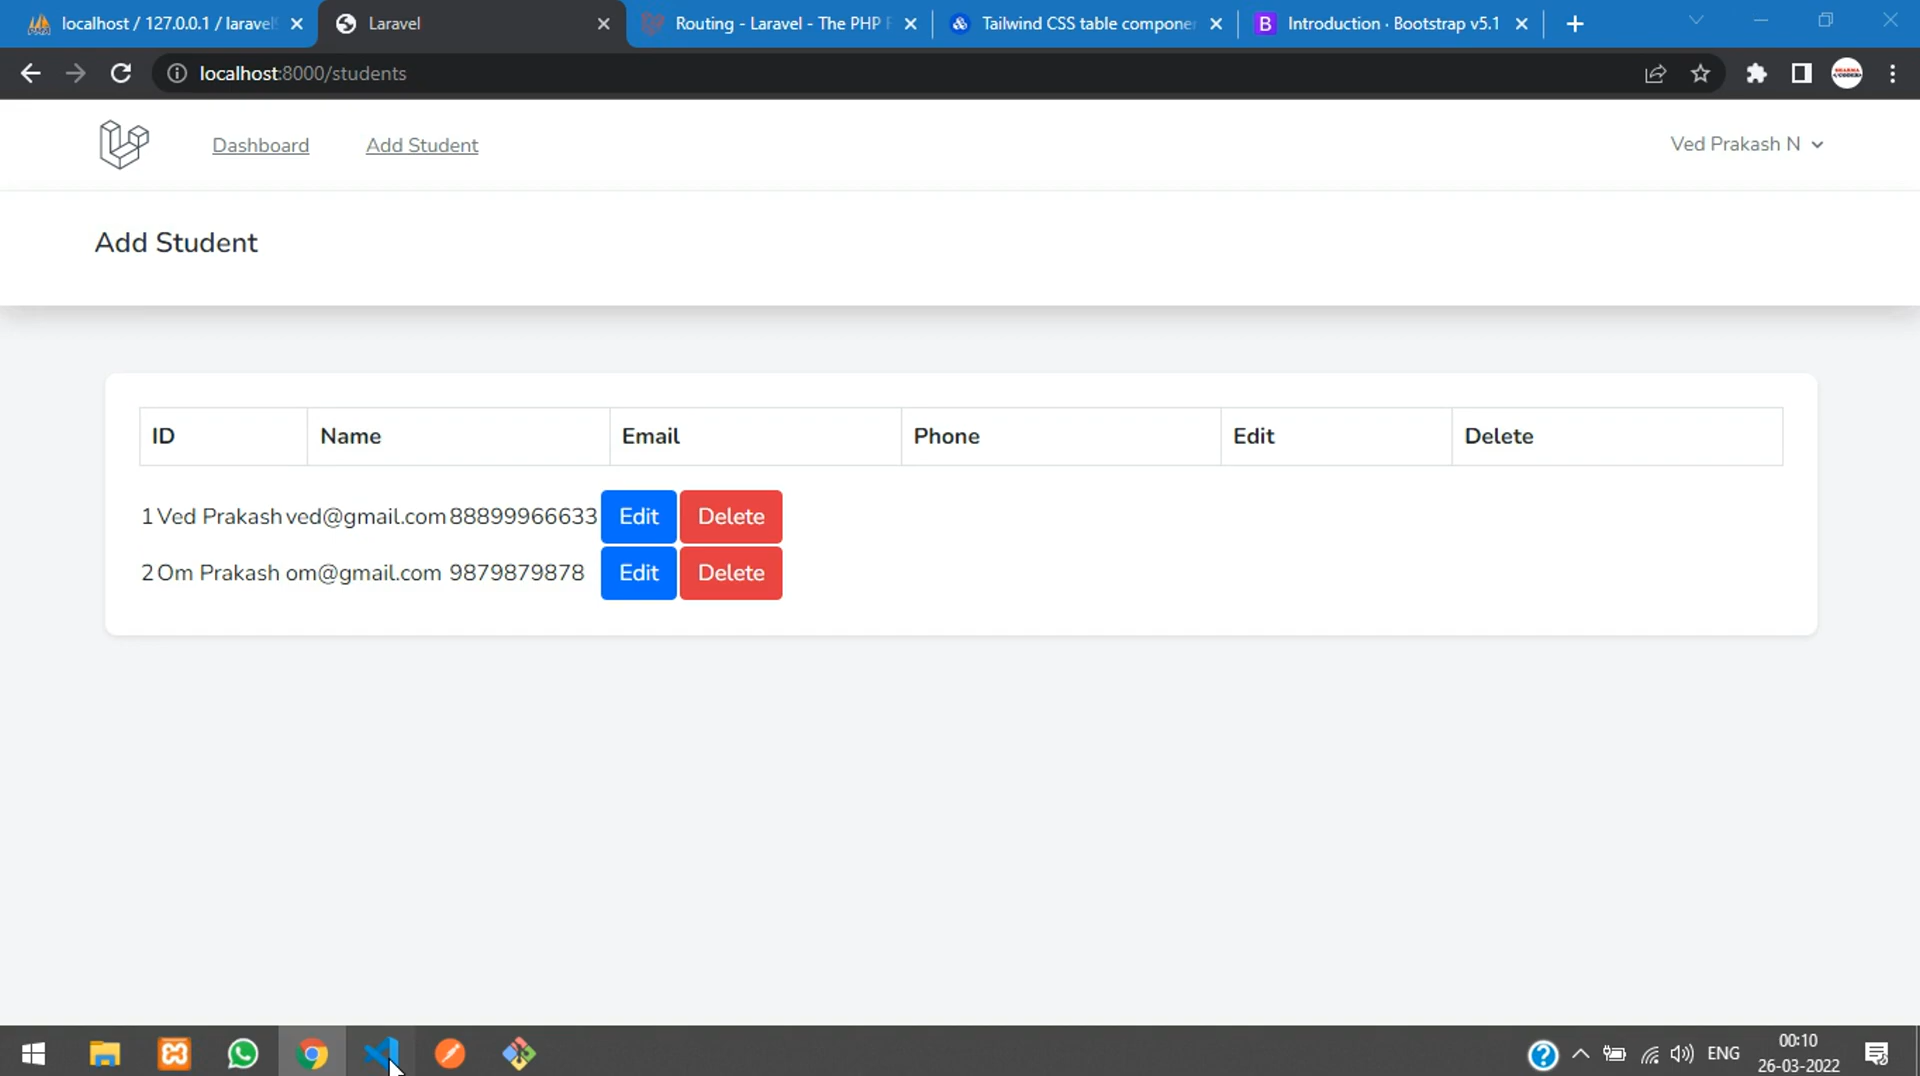 localhost / 127.0.0.1 / laravel
Laravel
Routing - Laravel - The PHP F
Tailwind CSS table componen
B Introduction · Bootstrap v5.1
localhost:8000/students
Dashboard
Add Student
Ved Prakash N
Add Student
ID Name Email Phone Edit Delete
1 Ved Prakash ved@gmail.com 88899966633 Edit Delete
2 Om Prakash om@gmail.com 9879879878 Edit Delete
ENG
00:10
26-03-2022